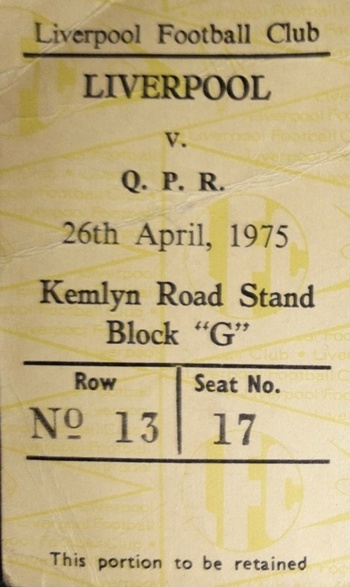 Liverpool Football Club
LIVERPOOL
v.
Q. P. R.
26th April, 1975
Kemlyn Road Stand
Block “G”
Row Seat No.
Nº 13 17
This portion to be retained